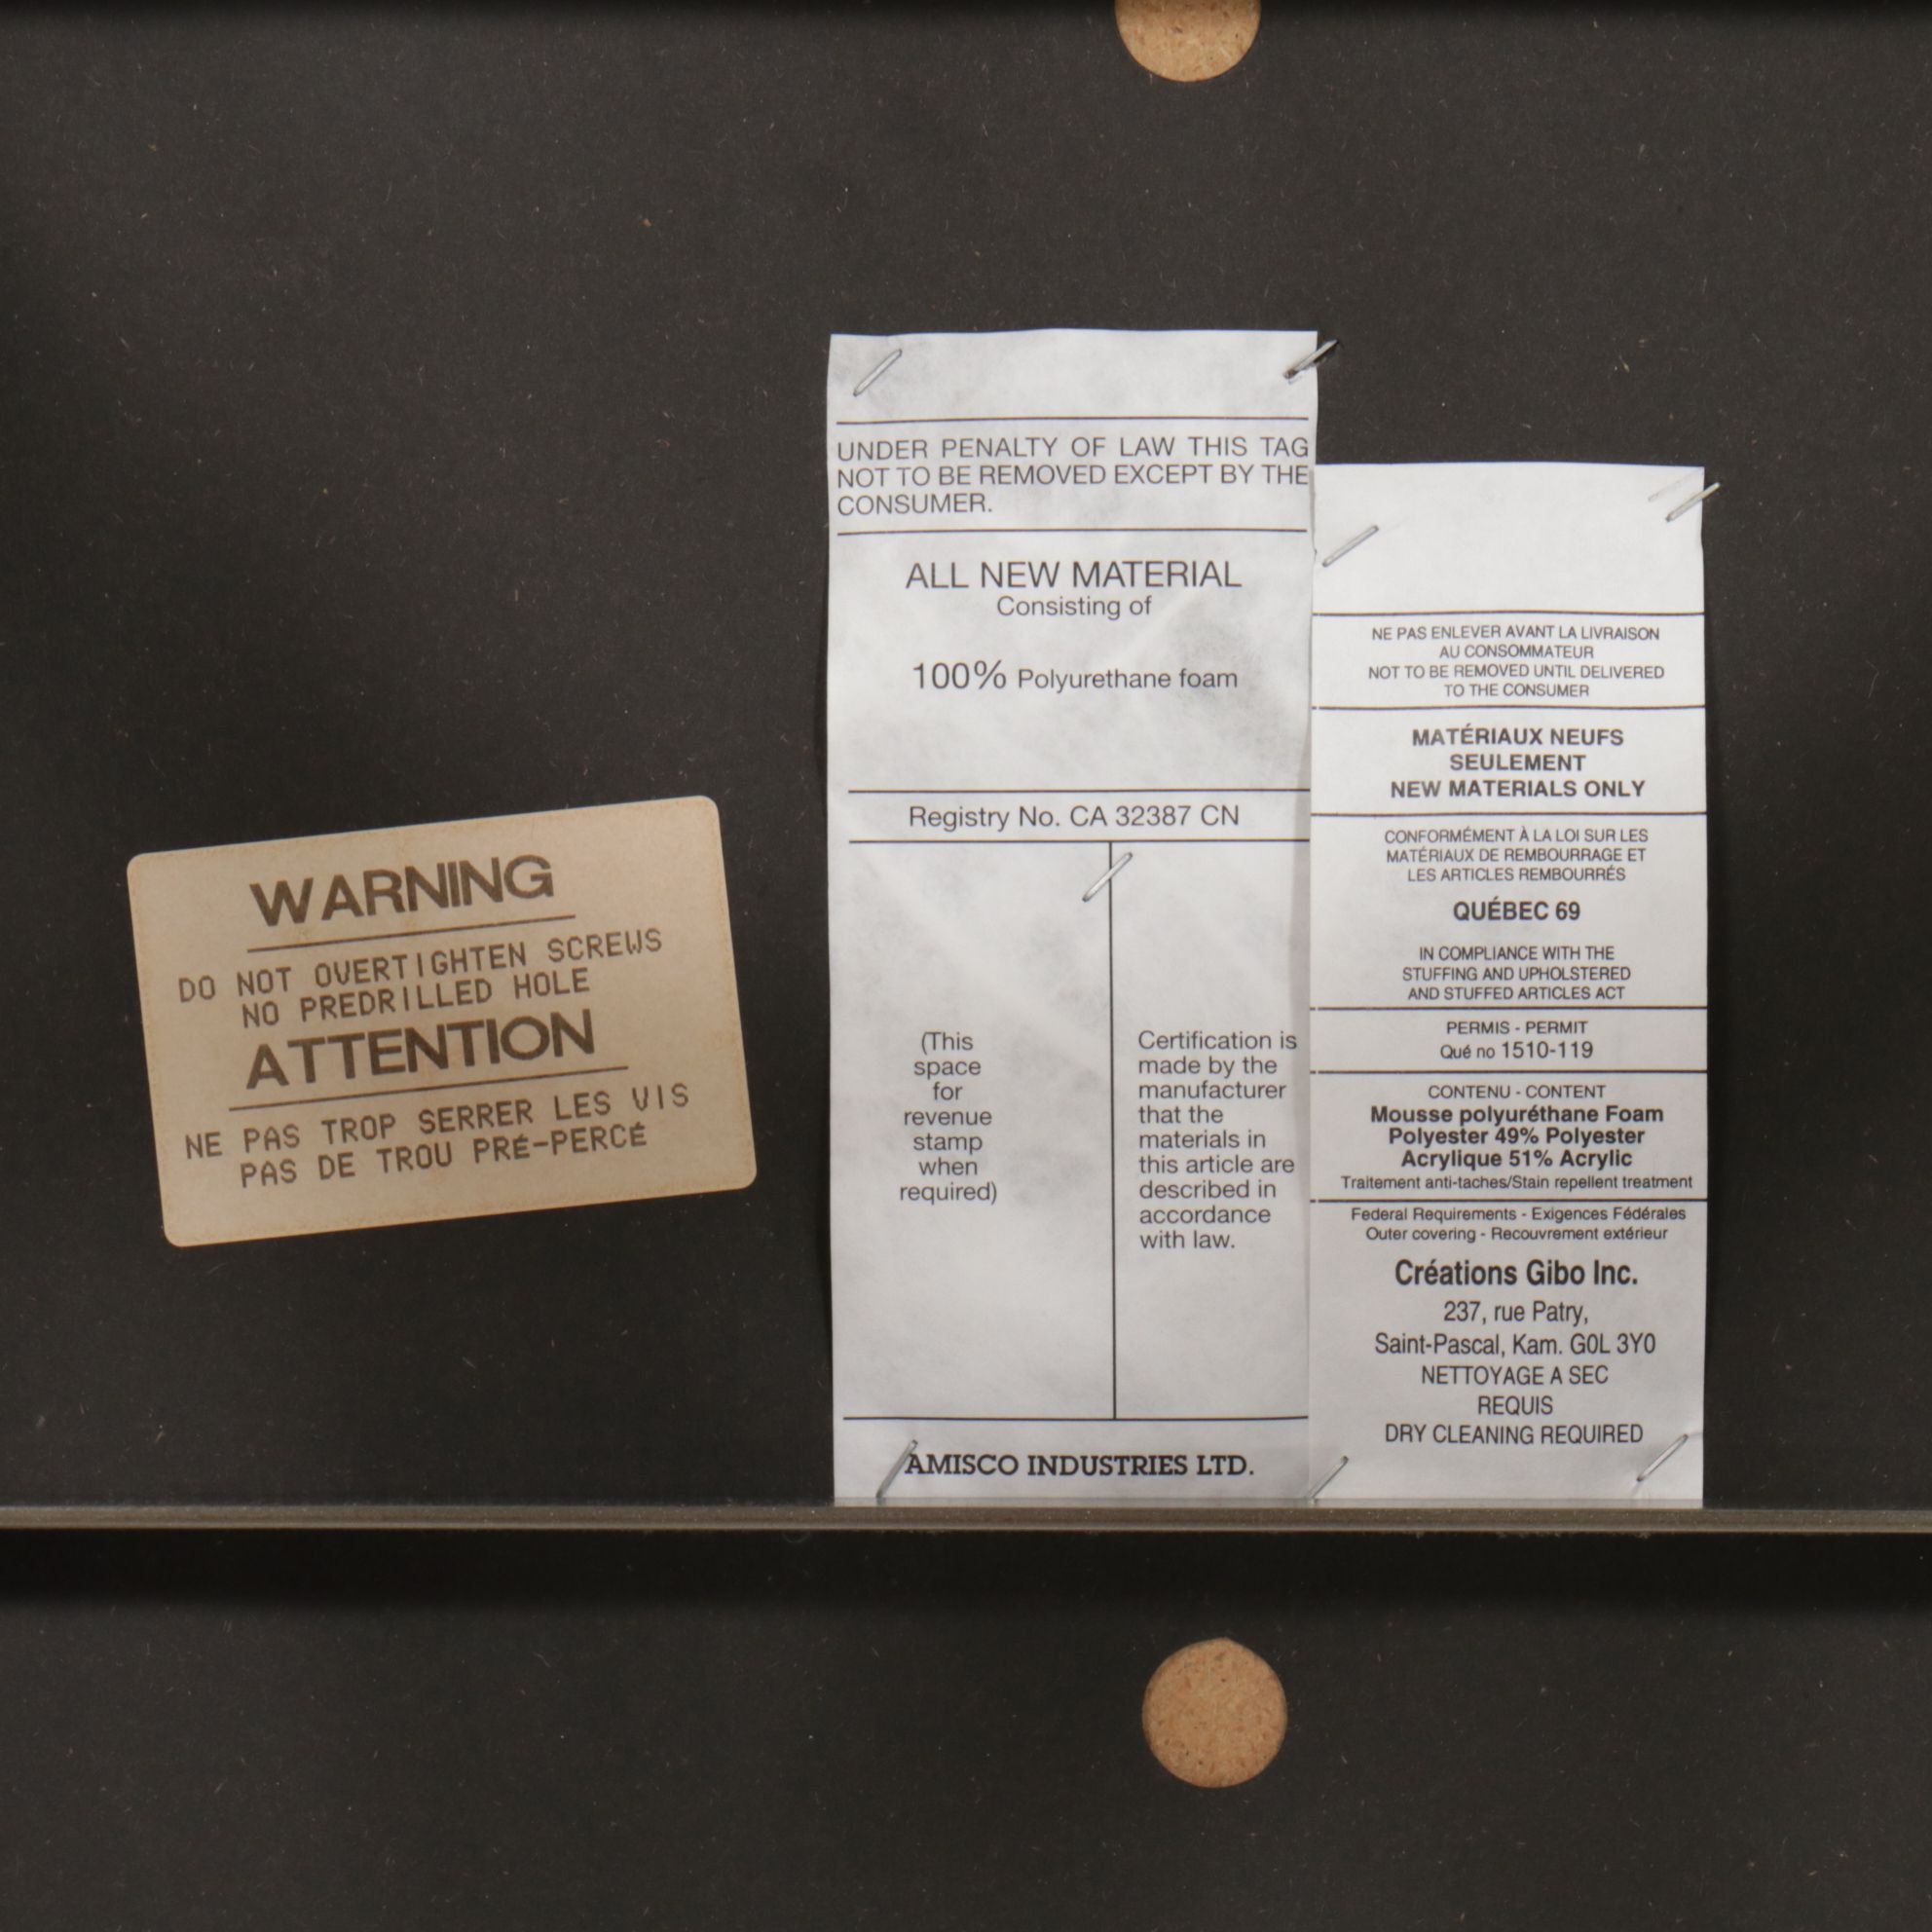 WARNING
DO NOT OVERTIGHTEN SCREWS
NO PREDRILLED HOLE
ATTENTION
NE PAS TROP SERRER LES VIS
PAS DE TROU PRÉ-PERCÉ
UNDER PENALTY OF LAW THIS TAG
NOT TO BE REMOVED EXCEPT BY THE
CONSUMER.
ALL NEW MATERIAL
Consisting of
100% Polyurethane foam
Registry No. CA 32387 CN
(This
space
for
revenue
stamp
when
required)
Certification is
made by the
manufacturer
that the
materials in
this article are
described in
accordance
with law.
AMISCO INDUSTRIES LTD.
NE PAS ENLEVER AVANT LA LIVRAISON
AU CONSOMMATEUR
NOT TO BE REMOVED UNTIL DELIVERED
TO THE CONSUMER
MATÉRIAUX NEUFS
SEULEMENT
NEW MATERIALS ONLY
CONFORMÉMENT À LA LOI SUR LES
MATÉRIAUX DE REMBOURRAGE ET
LES ARTICLES REMBOURRÉS
QUÉBEC 69
IN COMPLIANCE WITH THE
STUFFING AND UPHOLSTERED
AND STUFFED ARTICLES ACT
PERMIS - PERMIT
Qué no 1510-119
CONTENU - CONTENT
Mousse polyuréthane Foam
Polyester 49% Polyester
Acrylique 51% Acrylic
Traitement anti-taches/Stain repellent treatment
Federal Requirements - Exigences Fédérales
Outer covering - Recouvrement extérieur
Créations Gibo Inc.
237, rue Patry,
Saint-Pascal, Kam. G0L 3Y0
NETTOYAGE A SEC
REQUIS
DRY CLEANING REQUIRED